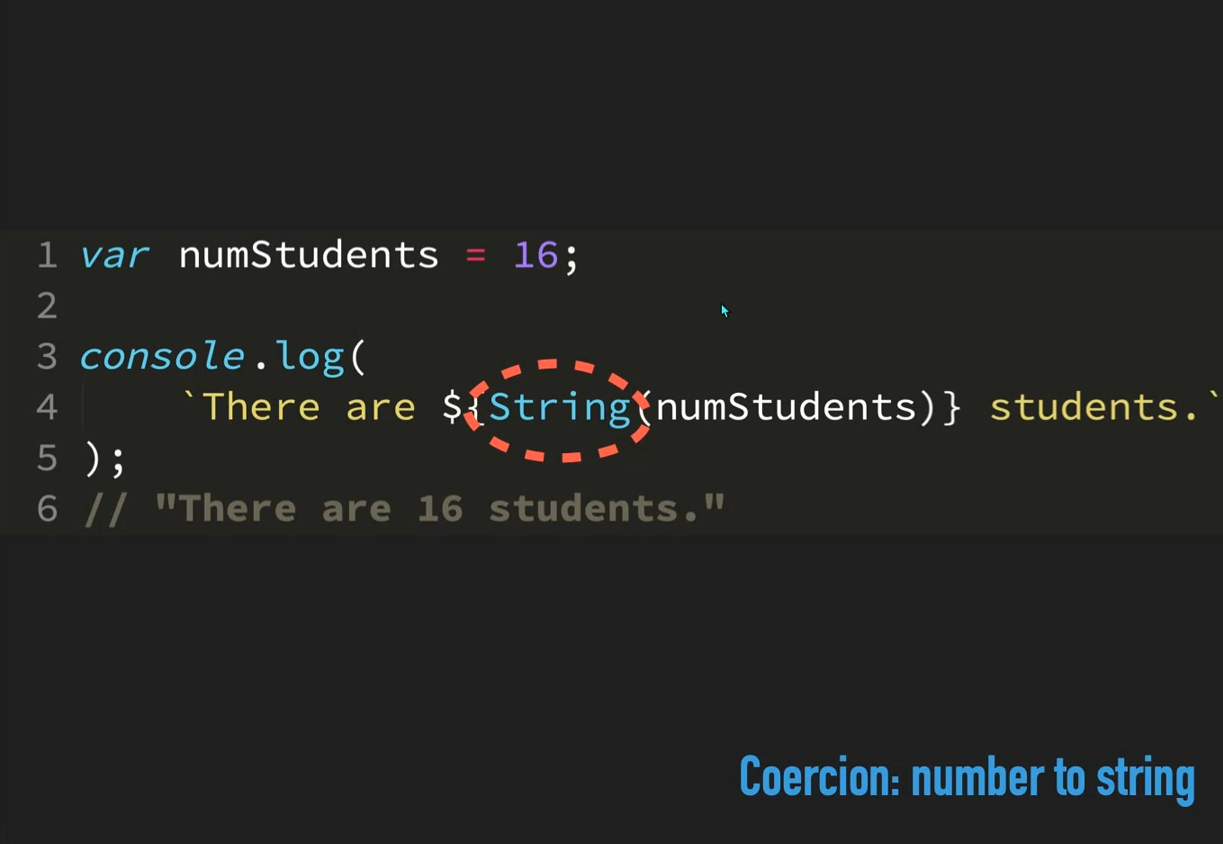 1 var numStudents = 16;
2
3 console.log(
4 `There are ${String(numStudents)} students.`
5 );
6 // "There are 16 students."
Coercion: number to string